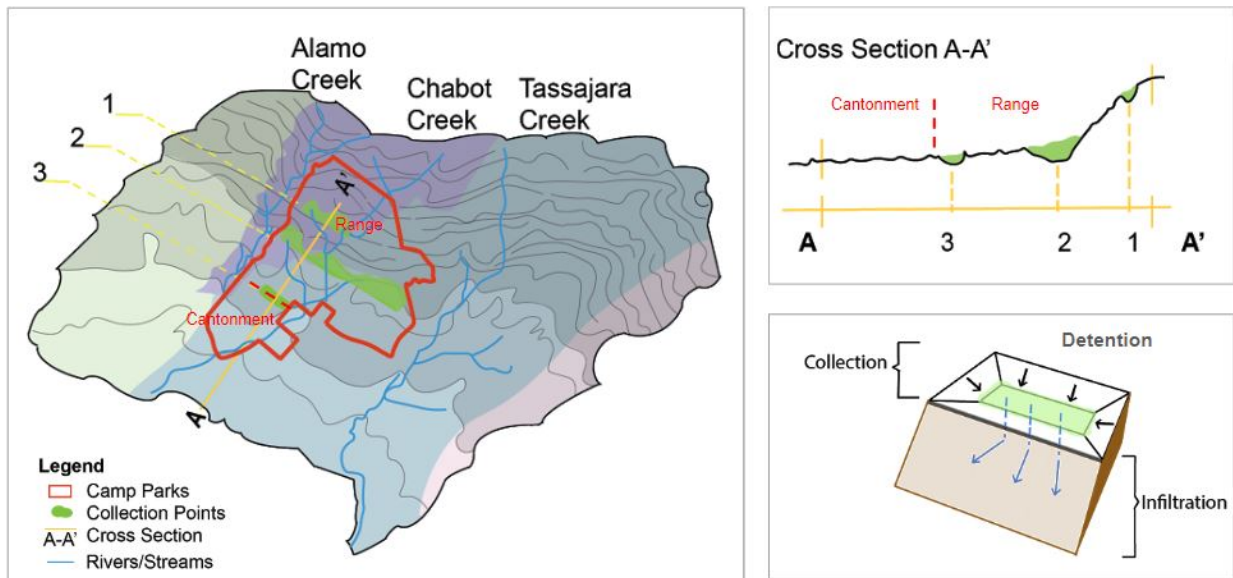 Alamo
Creek
Chabot
Creek
Tassajara
Creek
1
2
3
A'
Range
Cantonment
A
Legend
Camp Parks
Collection Points
A-A' Cross Section
Rivers/Streams
Cross Section A-A'
Cantonment
Range
A
3
2
1
A'
Detention
Collection
Infiltration